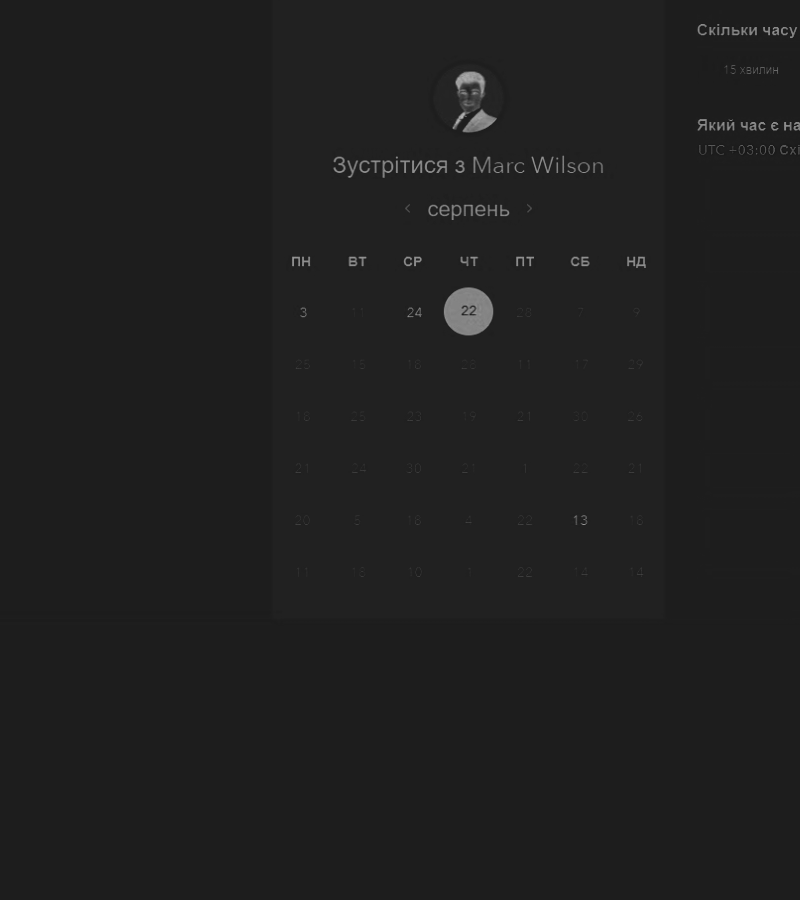 Зустрітися з Marc Wilson
серпень
ПН ВТ СР ЧТ ПТ СБ НД
3 11 24 22 28 7 9
25 15 18 28 11 17 29
18 25 23 19 21 30 26
21 24 30 21 1 22 21
20 5 16 4 22 13 18
11 18 10 1 22 14 14
Скільки часу
15 хвилин
Який час є на
UTC +03:00 Схі